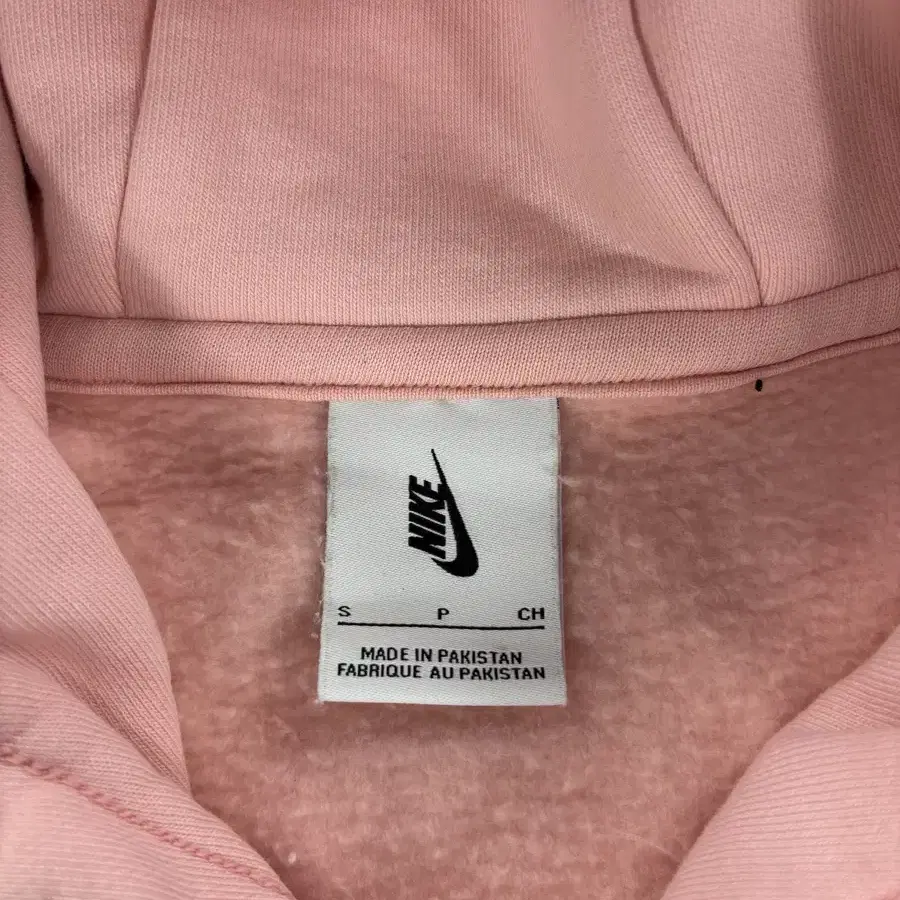 NIKE
S P CH
MADE IN PAKISTAN
FABRIQUE AU PAKISTAN